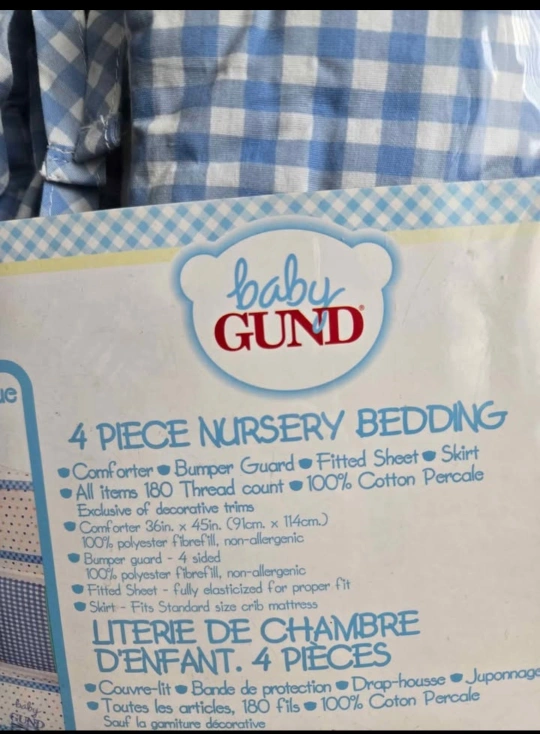 baby
GUND®
ue
4 PIECE NURSERY BEDDING
Comforter • Bumper Guard • Fitted Sheet • Skirt
All items 180 Thread count • 100% Cotton Percale
Exclusive of decorative trims
Comforter 36in. x 45in. (91cm. x 114cm.)
100% polyester fibrefill, non-allergenic
Bumper guard - 4 sided
100% polyester fibrefill, non-allergenic
Fitted Sheet - fully elasticized for proper fit
Skirt - Fits Standard size crib mattress
LITERIE DE CHAMBRE
D'ENFANT. 4 PIÈCES
Couvre-lit • Bande de protection • Drap-housse • Juponnage
Toutes les articles, 180 fils • 100% Coton Percale
Sauf la garniture décorative
baby
GUND